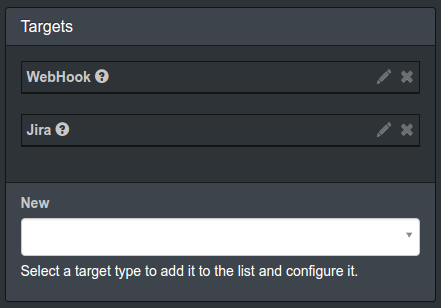 Targets
WebHook ?
Jira ?
New
Select a target type to add it to the list and configure it.